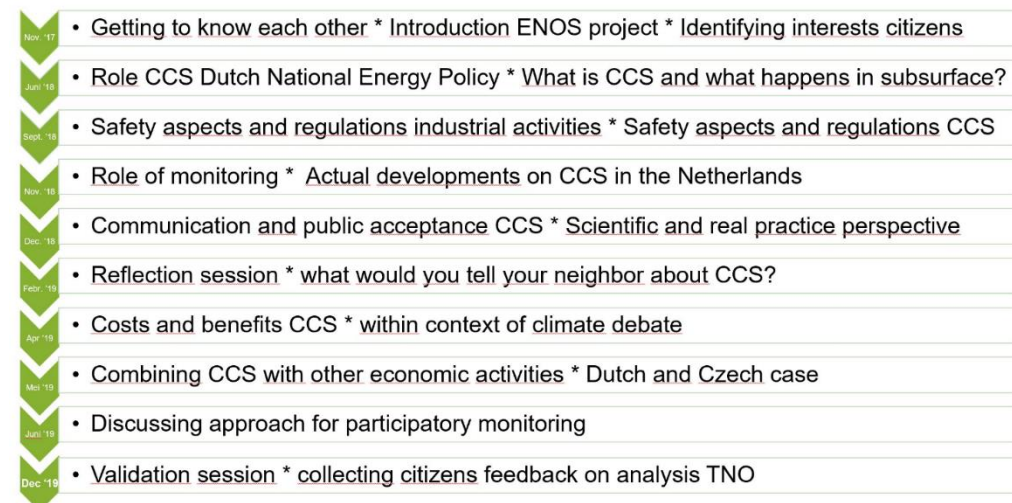 Nov. '17 • Getting to know each other * Introduction ENOS project * Identifying interests citizens
Juni '18 • Role CCS Dutch National Energy Policy * What is CCS and what happens in subsurface?
Sept. '18 • Safety aspects and regulations industrial activities * Safety aspects and regulations CCS
Nov. '18 • Role of monitoring * Actual developments on CCS in the Netherlands
Dec. '18 • Communication and public acceptance CCS * Scientific and real practice perspective
Febr. '19 • Reflection session * what would you tell your neighbor about CCS?
Apr '19 • Costs and benefits CCS * within context of climate debate
Mei '19 • Combining CCS with other economic activities * Dutch and Czech case
Juni '19 • Discussing approach for participatory monitoring
Dec '19 • Validation session * collecting citizens feedback on analysis TNO